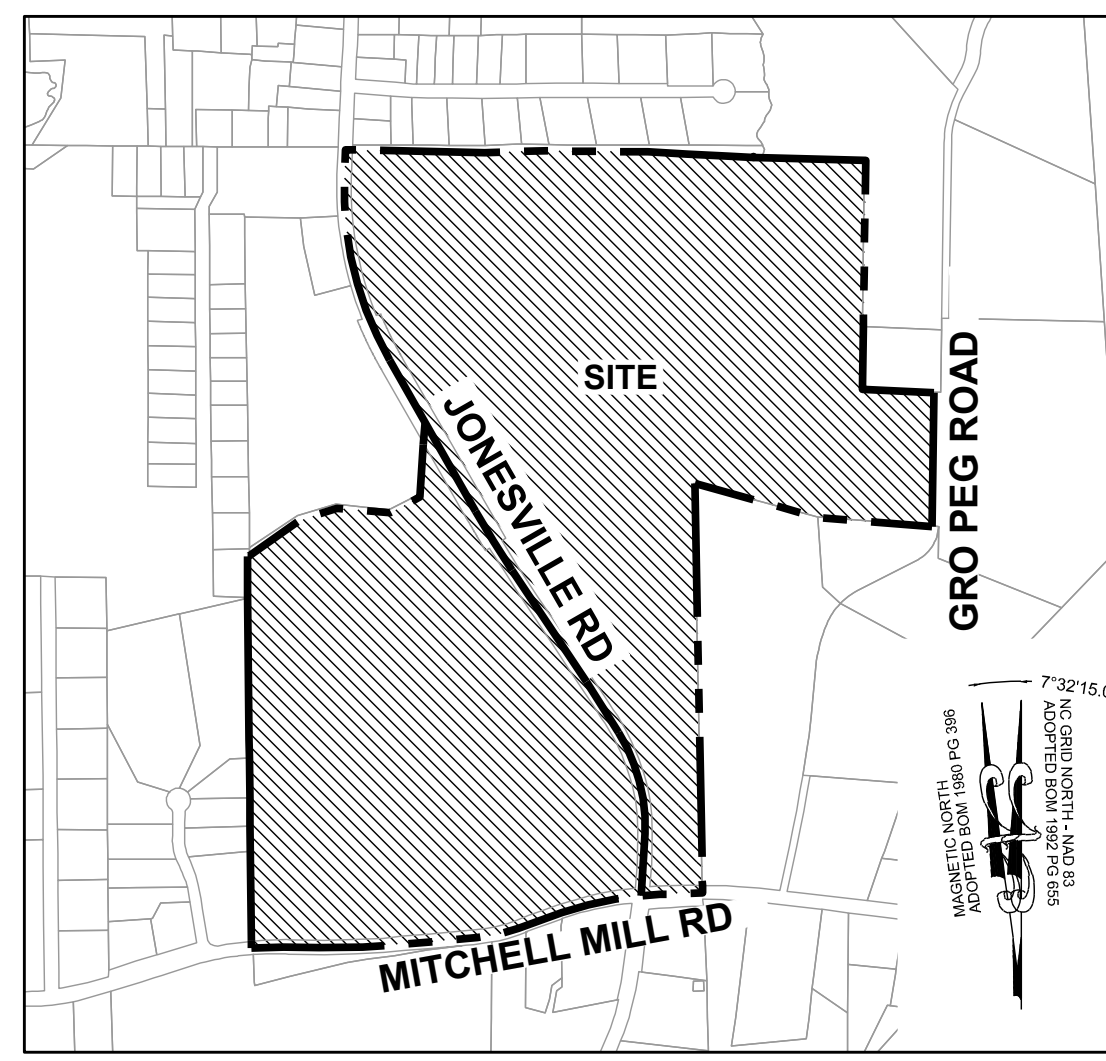 SITE
JONESVILLE RD
GRO PEG ROAD
MITCHELL MILL RD
7°32'15.0
NC GRID NORTH - NAD 83
ADOPTED BOM 1992 PG 655
MAGNETIC NORTH
ADOPTED BOM 1980 PG 396